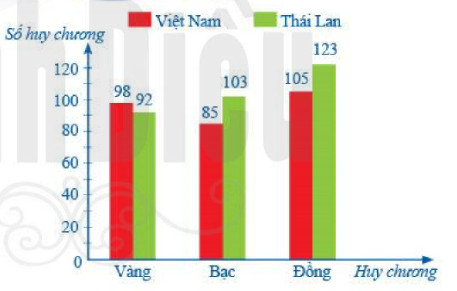 Việt Nam
Thái Lan
Số huy chương
120
100
80
60
40
20
0
98
92
85
103
105
123
Vàng
Bạc
Đồng
Huy chương